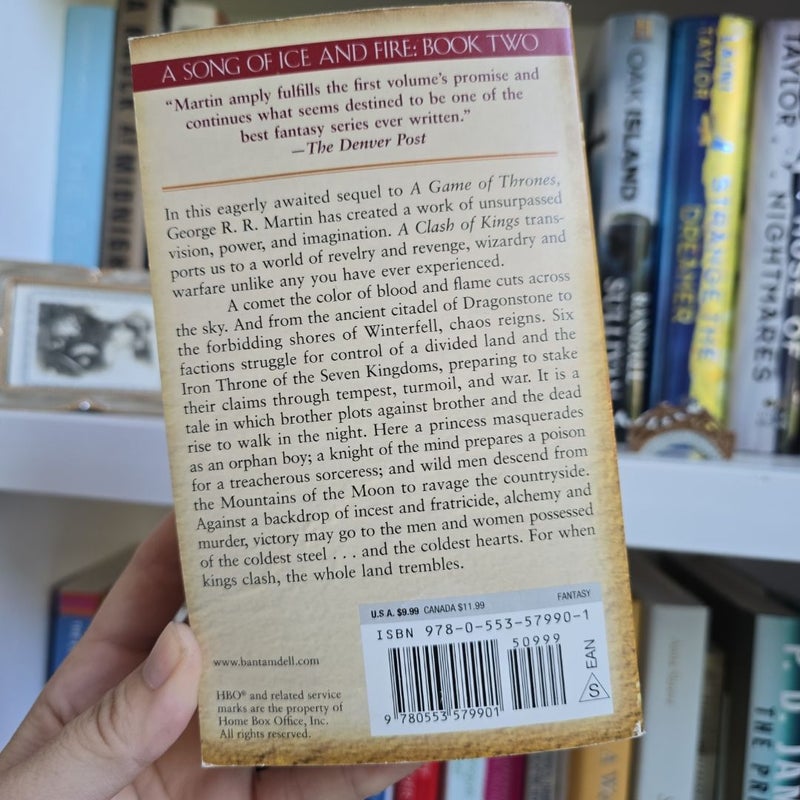 A SONG OF ICE AND FIRE: BOOK TWO
“Martin amply fulfills the first volume’s promise and
continues what seems destined to be one of the
best fantasy series ever written.”
—The Denver Post
In this eagerly awaited sequel to A Game of Thrones,
George R. R. Martin has created a work of unsurpassed
vision, power, and imagination. A Clash of Kings trans-
ports us to a world of revelry and revenge, wizardry and
warfare unlike any you have ever experienced.
A comet the color of blood and flame cuts across
the sky. And from the ancient citadel of Dragonstone to
the forbidding shores of Winterfell, chaos reigns. Six
factions struggle for control of a divided land and the
Iron Throne of the Seven Kingdoms, preparing to stake
their claims through tempest, turmoil, and war. It is a
tale in which brother plots against brother and the dead
rise to walk in the night. Here a princess masquerades
as an orphan boy; a knight of the mind prepares a poison
for a treacherous sorceress; and wild men descend from
the Mountains of the Moon to ravage the countryside.
Against a backdrop of incest and fratricide, alchemy and
murder, victory may go to the men and women possessed
of the coldest steel . . . and the coldest hearts. For when
kings clash, the whole land trembles.
U.S.A. $9.99 CANADA $11.99
FANTASY
ISBN 978-0-553-57990-1
50999
9 780553 579901
EAN
S
www.bantamdell.com
HBO® and related service
marks are the property of
Home Box Office, Inc.
All rights reserved.
OAK ISLAND
RANDALL
SULLIVAN
TAYLOR
STRANGE THE
DREAMER
TAYLOR
NIGHTMARES
MIDNIGHT